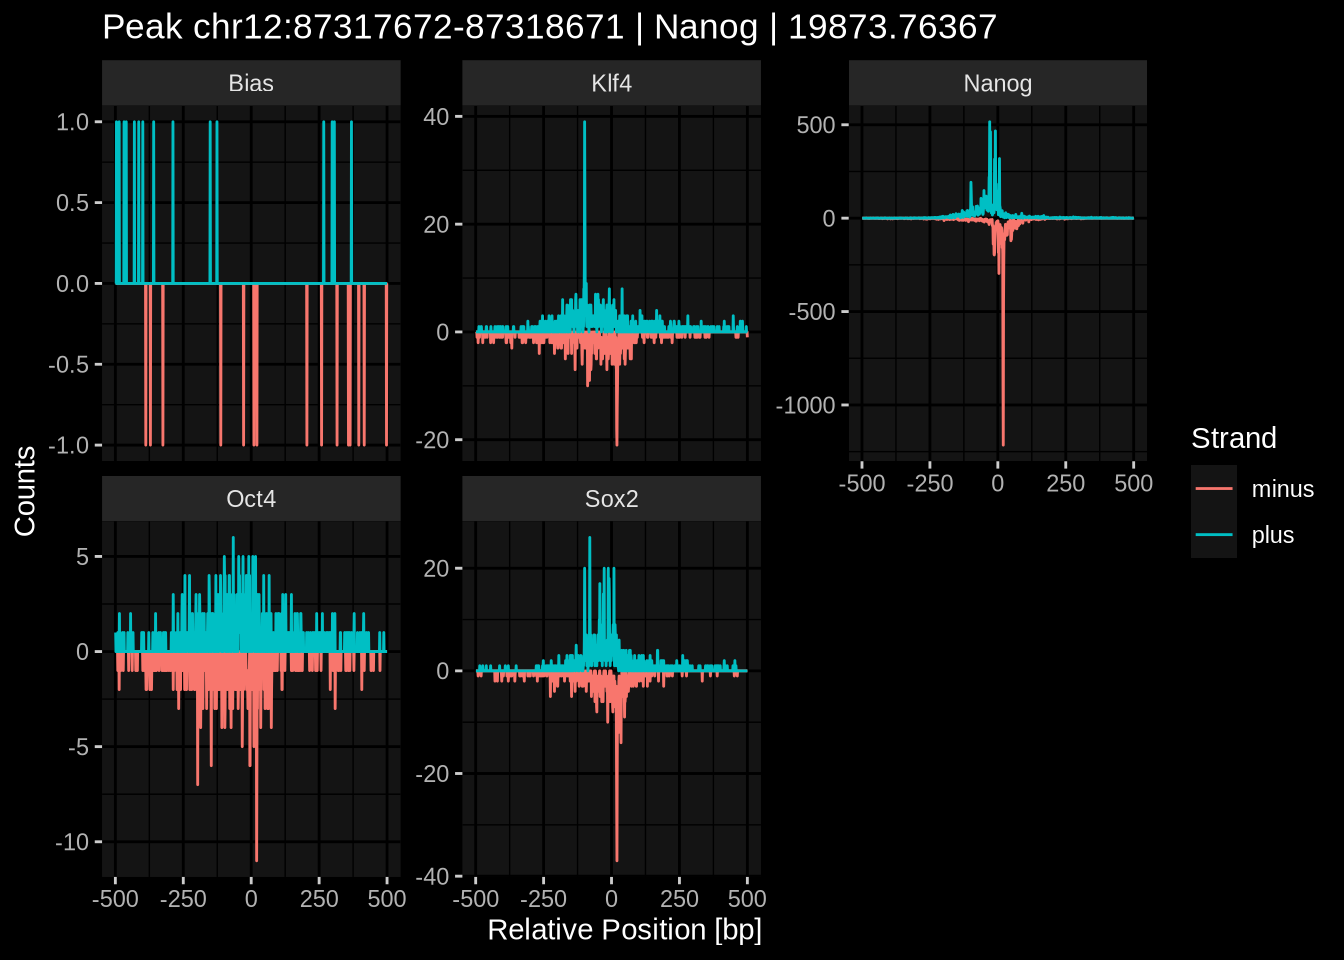 Peak chr12:87317672-87318671 | Nanog | 19873.76367
Bias
Klf4
Nanog
1.0
0.5
0.0
-0.5
-1.0
40
20
0
-20
500
0
-500
-1000
-500 -250 0 250 500
Counts
Oct4
Sox2
5
0
-5
-10
20
0
-20
-40
-500 -250 0 250 500
-500 -250 0 250 500
Relative Position [bp]
Strand
minus
plus